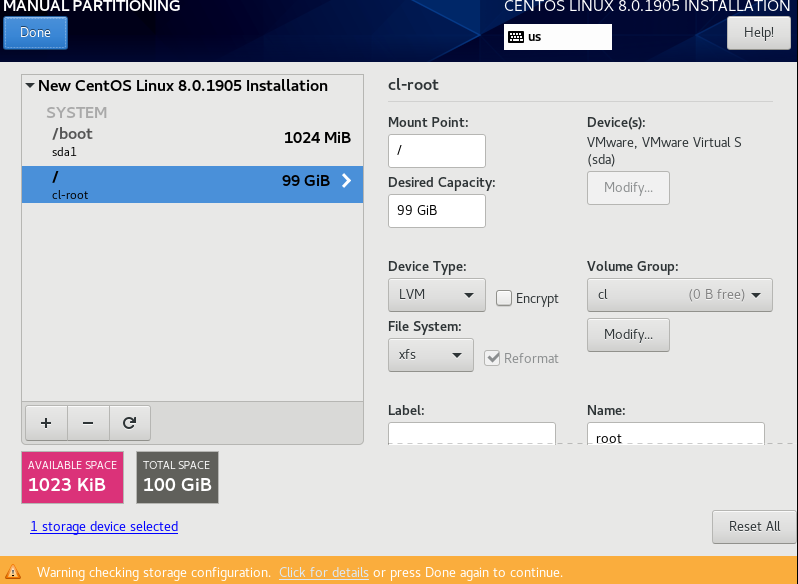 MANUAL PARTITIONING
CENTOS LINUX 8.0.1905 INSTALLATION
Done
us
Help!
New CentOS Linux 8.0.1905 Installation
SYSTEM
/boot
1024 MiB
sda1
/
99 GiB
cl-root
cl-root
Mount Point:
/
Device(s):
VMware, VMware Virtual S
(sda)
Modify...
Desired Capacity:
99 GiB
Device Type:
LVM
Encrypt
Volume Group:
cl (0 B free)
Modify...
File System:
xfs
Reformat
Label:
Name:
root
+ −
AVAILABLE SPACE
1023 KiB
TOTAL SPACE
100 GiB
1 storage device selected
Reset All
Warning checking storage configuration. Click for details or press Done again to continue.